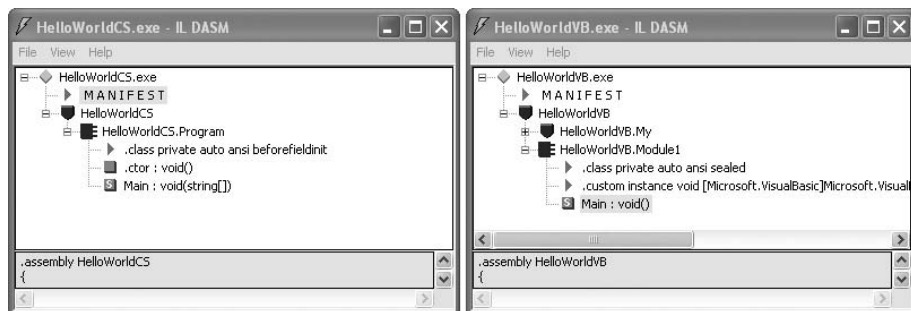 HelloWorldCS.exe - IL DASM
File View Help
HelloWorldCS.exe
MANIFEST
HelloWorldCS
HelloWorldCS.Program
.class private auto ansi beforefieldinit
.ctor : void()
S Main : void(string[])
.assembly HelloWorldCS
{
HelloWorldVB.exe - IL DASM
File View Help
HelloWorldVB.exe
MANIFEST
HelloWorldVB
HelloWorldVB.My
HelloWorldVB.Module1
.class private auto ansi sealed
.custom instance void [Microsoft.VisualBasic]Microsoft.Visual
S Main : void()
.assembly HelloWorldVB
{